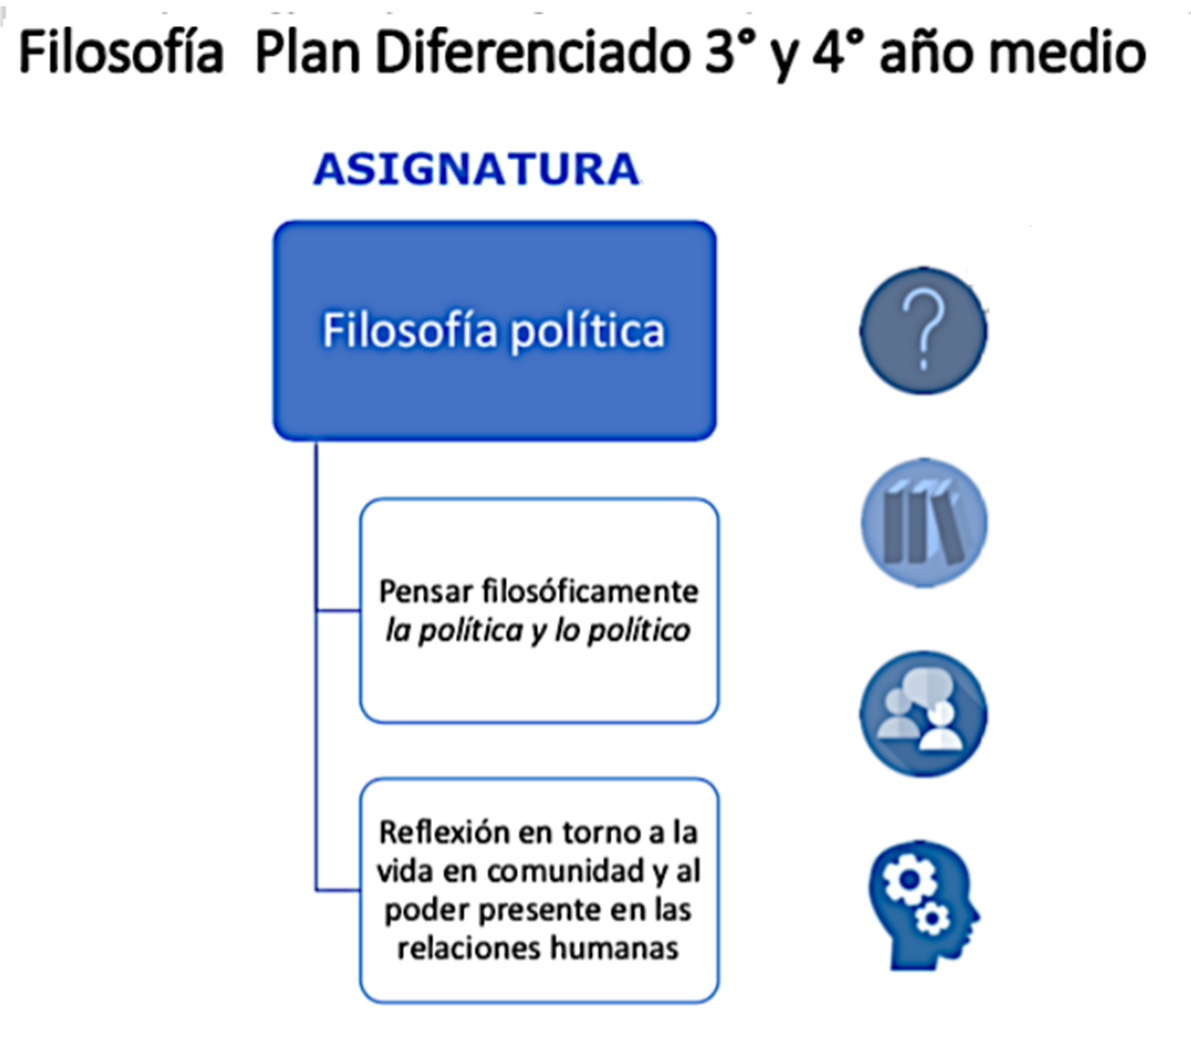 Filosofía Plan Diferenciado 3° y 4° año medio
ASIGNATURA
Filosofía política
Pensar filosóficamente
la política y lo político
Reflexión en torno a la
vida en comunidad y al
poder presente en las
relaciones humanas
?